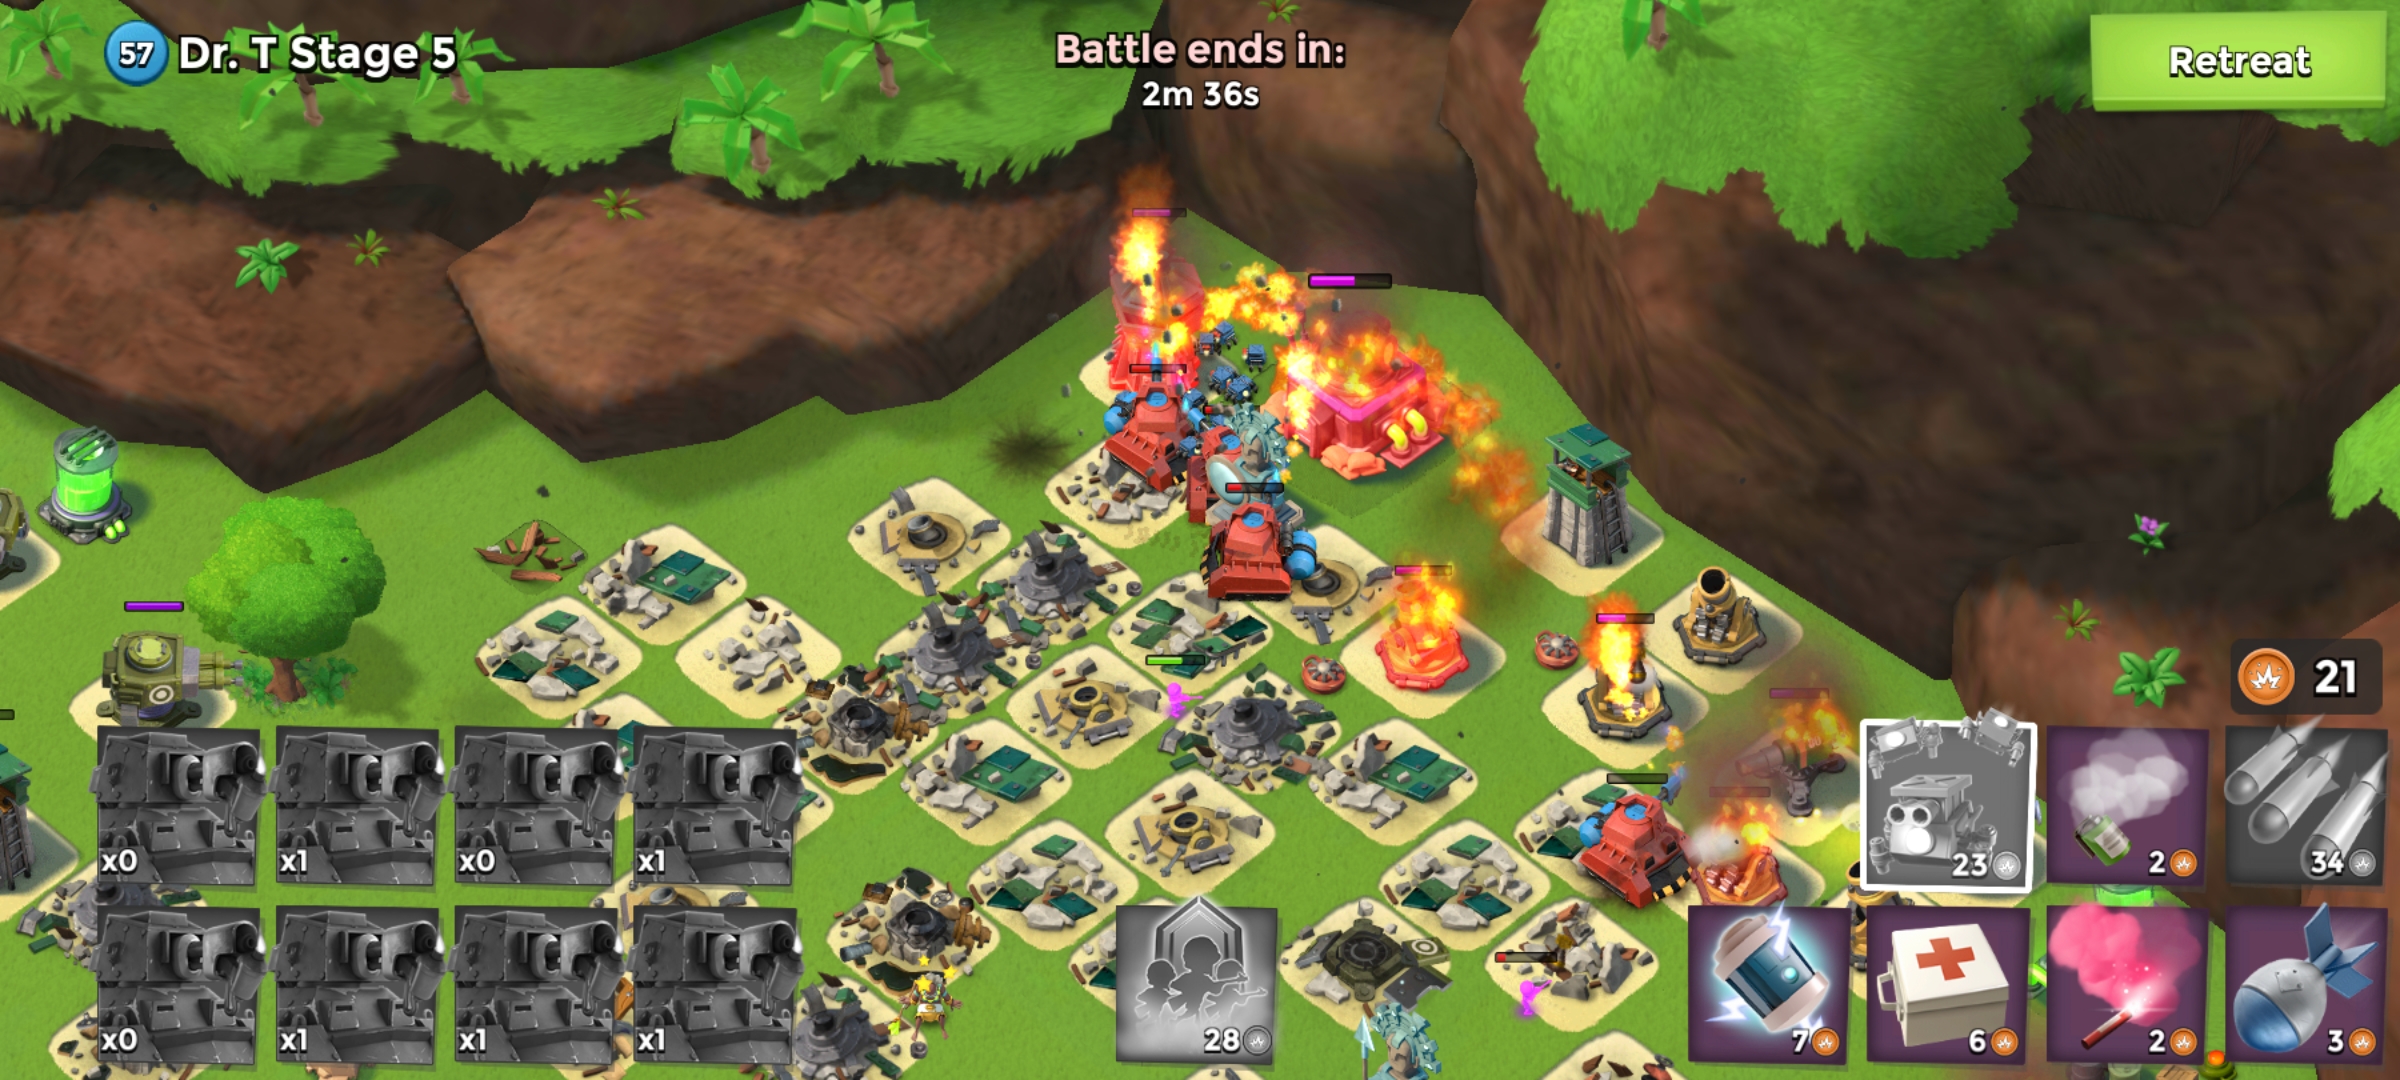 57 Dr. T Stage 5
Battle ends in:
2m 36s
Retreat
21
x0
x1
x0
x1
23
2
34
x0
x1
x1
x1
28
7
6
2
3